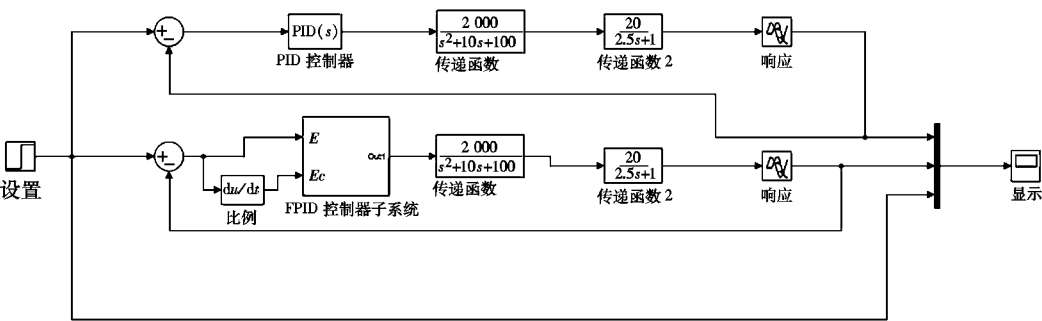 +
−
PID(s)
PID 控制器
2 000
s²+10s+100
传递函数
20
2.5s+1
传递函数 2
响应
设置
+
−
du/dt
比例
E
Ec
Out1
FPID 控制器子系统
2 000
s²+10s+100
传递函数
20
2.5s+1
传递函数 2
响应
显示